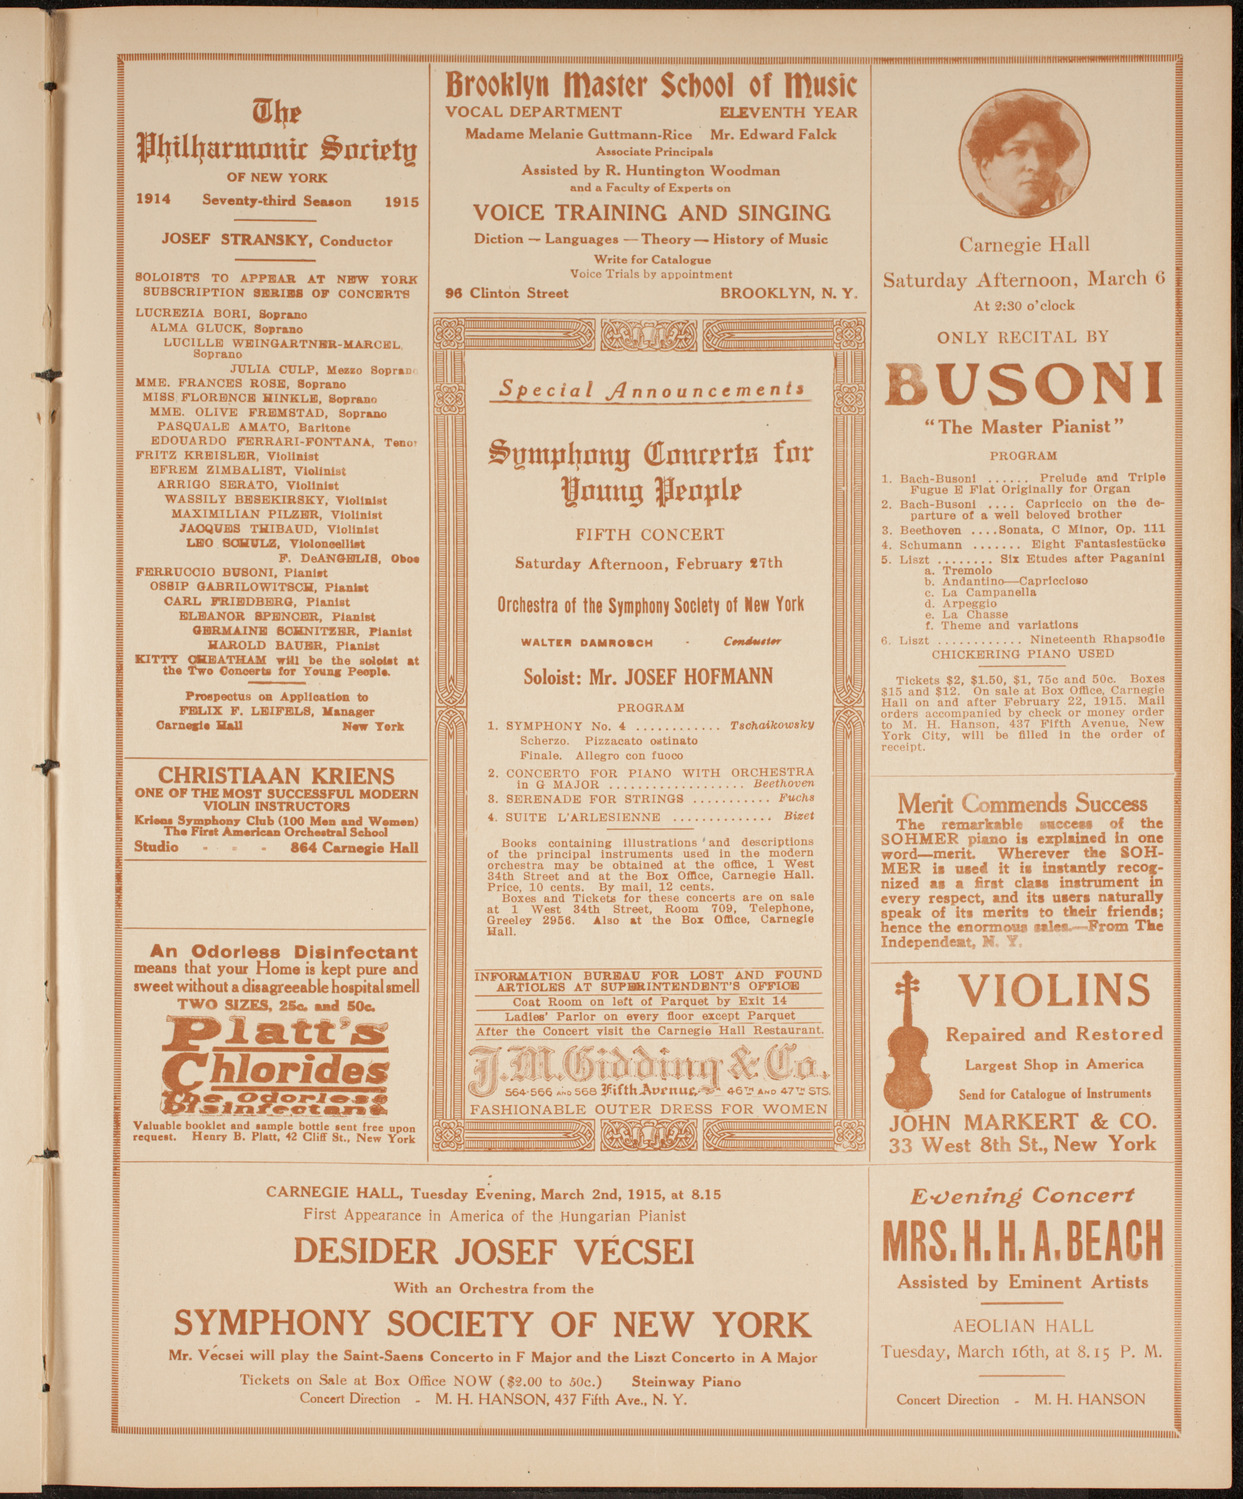 The
Philharmonic Society
OF NEW YORK
1914 Seventy-third Season 1915
JOSEF STRANSKY, Conductor
SOLOISTS TO APPEAR AT NEW YORK
SUBSCRIPTION SERIES OF CONCERTS
LUCREZIA BORI, Soprano
ALMA GLUCK, Soprano
LUCILLE WEINGARTNER-MARCEL,
Soprano
JULIA CULP, Mezzo Soprano
MME. FRANCES ROSE, Soprano
MISS FLORENCE HINKLE, Soprano
MME. OLIVE FREMSTAD, Soprano
PASQUALE AMATO, Baritone
EDOUARDO FERRARI-FONTANA, Tenor
FRITZ KREISLER, Violinist
EFREM ZIMBALIST, Violinist
ARRIGO SERATO, Violinist
WASSILY BESEKIRSKY, Violinist
MAXIMILIAN PILZER, Violinist
JACQUES THIBAUD, Violinist
LEO SCHULZ, Violoncellist
F. DeANGELIS, Oboe
FERRUCCIO BUSONI, Pianist
OSSIP GABRILOWITSCH, Pianist
CARL FRIEDBERG, Pianist
ELEANOR SPENCER, Pianist
GERMAINE SCHNITZER, Pianist
HAROLD BAUER, Pianist
KITTY CHEATHAM will be the soloist at
the Two Concerts for Young People.
Prospectus on Application to
FELIX F. LEIFELS, Manager
Carnegie Hall New York
CHRISTIAAN KRIENS
ONE OF THE MOST SUCCESSFUL MODERN
VIOLIN INSTRUCTORS
Kriens Symphony Club (100 Men and Women)
The First American Orchestral School
Studio - - - 864 Carnegie Hall
An Odorless Disinfectant
means that your Home is kept pure and
sweet without a disagreeable hospital smell
TWO SIZES, 25c. and 50c.
Platt's
Chlorides
The Odorless
Disinfectant
Valuable booklet and sample bottle sent free upon
request. Henry B. Platt, 42 Cliff St., New York
Brooklyn Master School of Music
VOCAL DEPARTMENT ELEVENTH YEAR
Madame Melanie Guttmann-Rice Mr. Edward Falck
Associate Principals
Assisted by R. Huntington Woodman
and a Faculty of Experts on
VOICE TRAINING AND SINGING
Diction — Languages — Theory — History of Music
Write for Catalogue
Voice Trials by appointment
96 Clinton Street BROOKLYN, N. Y.
Special Announcements
Symphony Concerts for
Young People
FIFTH CONCERT
Saturday Afternoon, February 27th
Orchestra of the Symphony Society of New York
WALTER DAMROSCH - Conductor
Soloist: Mr. JOSEF HOFMANN
PROGRAM
1. SYMPHONY No. 4 ............ Tschaikowsky
Scherzo. Pizzacato ostinato
Finale. Allegro con fuoco
2. CONCERTO FOR PIANO WITH ORCHESTRA
in G MAJOR ................... Beethoven
3. SERENADE FOR STRINGS ........... Fuchs
4. SUITE L'ARLESIENNE ............. Bizet
Books containing illustrations and descriptions
of the principal instruments used in the modern
orchestra may be obtained at the office, 1 West
34th Street and at the Box Office, Carnegie Hall.
Price, 10 cents. By mail, 12 cents.
Boxes and Tickets for these concerts are on sale
at 1 West 34th Street, Room 709, Telephone,
Greeley 2956. Also at the Box Office, Carnegie
Hall.
INFORMATION BUREAU FOR LOST AND FOUND
ARTICLES AT SUPERINTENDENT'S OFFICE
Coat Room on left of Parquet by Exit 14
Ladies' Parlor on every floor except Parquet
After the Concert visit the Carnegie Hall Restaurant.
J.M. Gidding & Co.
564-566 AND 568 Fifth Avenue, 46TH AND 47TH STS.
FASHIONABLE OUTER DRESS FOR WOMEN
Carnegie Hall
Saturday Afternoon, March 6
At 2:30 o'clock
ONLY RECITAL BY
BUSONI
"The Master Pianist"
PROGRAM
1. Bach-Busoni ...... Prelude and Triple
Fugue E Flat Originally for Organ
2. Bach-Busoni .... Capriccio on the de-
parture of a well beloved brother
3. Beethoven ....Sonata, C Minor, Op. 111
4. Schumann ....... Eight Fantasiestücke
5. Liszt ........ Six Etudes after Paganini
a. Tremolo
b. Andantino—Capriccioso
c. La Campanella
d. Arpeggio
e. La Chasse
f. Theme and variations
6. Liszt ............ Nineteenth Rhapsodie
CHICKERING PIANO USED
Tickets $2, $1.50, $1, 75c and 50c. Boxes
$15 and $12. On sale at Box Office, Carnegie
Hall on and after February 22, 1915. Mail
orders accompanied by check or money order
to M. H. Hanson, 437 Fifth Avenue, New
York City, will be filled in the order of
receipt.
Merit Commends Success
The remarkable success of the
SOHMER piano is explained in one
word—merit. Wherever the SOH-
MER is used it is instantly recog-
nized as a first class instrument in
every respect, and its users naturally
speak of its merits to their friends;
hence the enormous sales.—From The
Independent, N. Y.
VIOLINS
Repaired and Restored
Largest Shop in America
Send for Catalogue of Instruments
JOHN MARKERT & CO.
33 West 8th St., New York
CARNEGIE HALL, Tuesday Evening, March 2nd, 1915, at 8.15
First Appearance in America of the Hungarian Pianist
DESIDER JOSEF VÉCSEI
With an Orchestra from the
SYMPHONY SOCIETY OF NEW YORK
Mr. Vécsei will play the Saint-Saens Concerto in F Major and the Liszt Concerto in A Major
Tickets on Sale at Box Office NOW ($2.00 to 50c.) Steinway Piano
Concert Direction - M. H. HANSON, 437 Fifth Ave., N. Y.
Evening Concert
MRS. H. H. A. BEACH
Assisted by Eminent Artists
AEOLIAN HALL
Tuesday, March 16th, at 8.15 P. M.
Concert Direction - M. H. HANSON